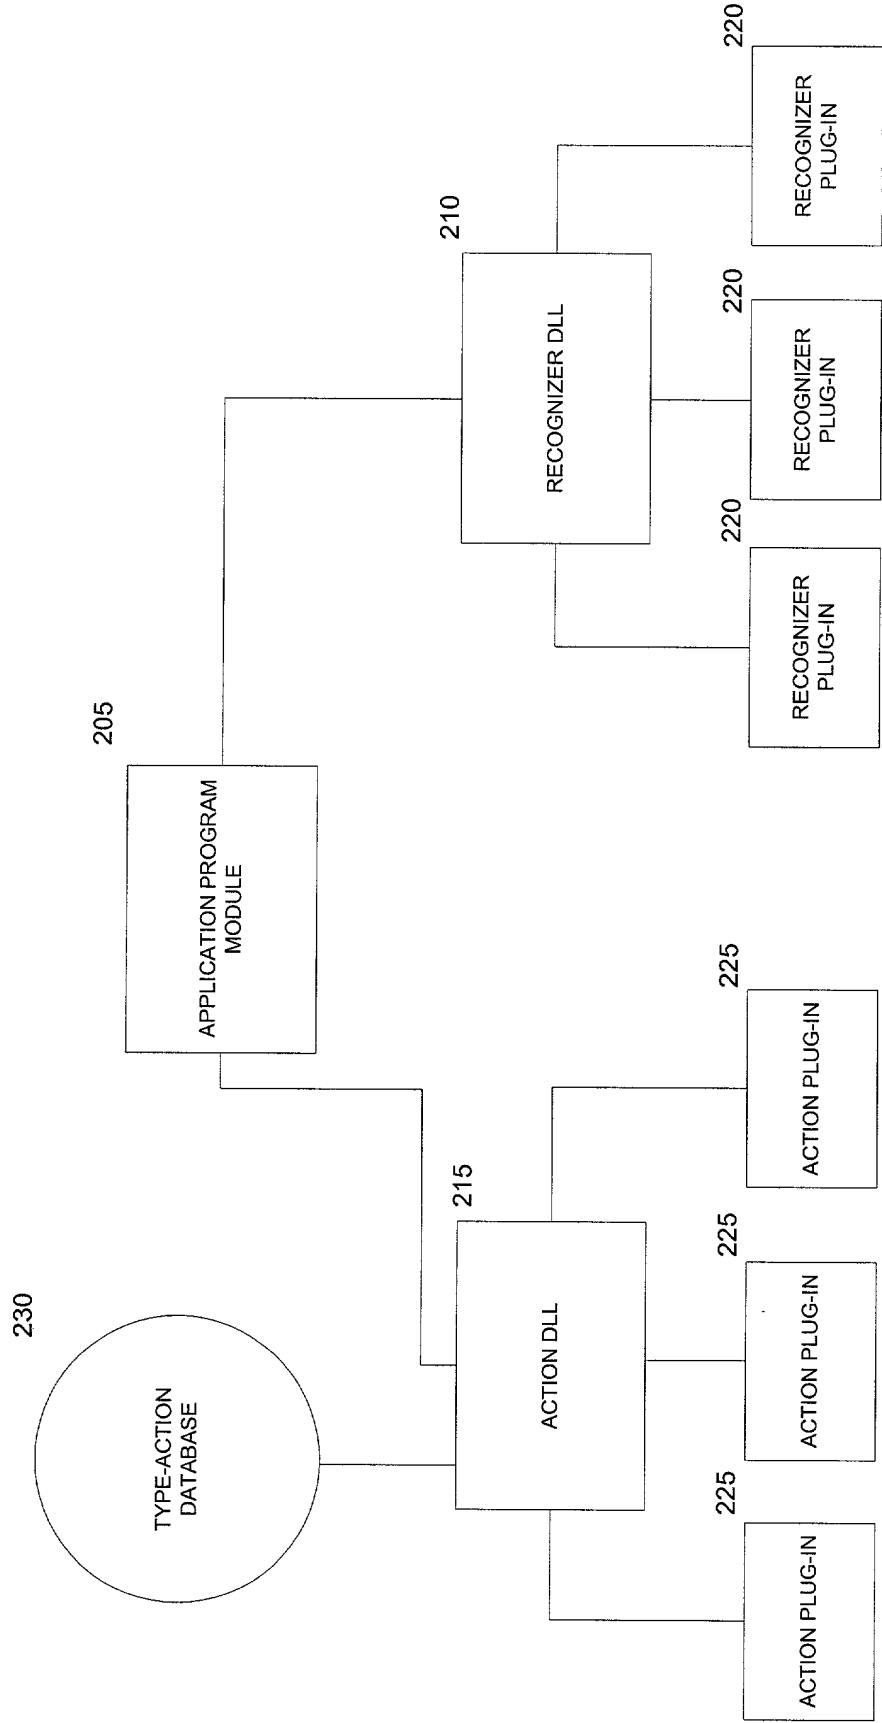 230
TYPE-ACTION
DATABASE
205
APPLICATION PROGRAM
MODULE
215
ACTION DLL
210
RECOGNIZER DLL
225
ACTION PLUG-IN
225
ACTION PLUG-IN
225
ACTION PLUG-IN
220
RECOGNIZER
PLUG-IN
220
RECOGNIZER
PLUG-IN
220
RECOGNIZER
PLUG-IN